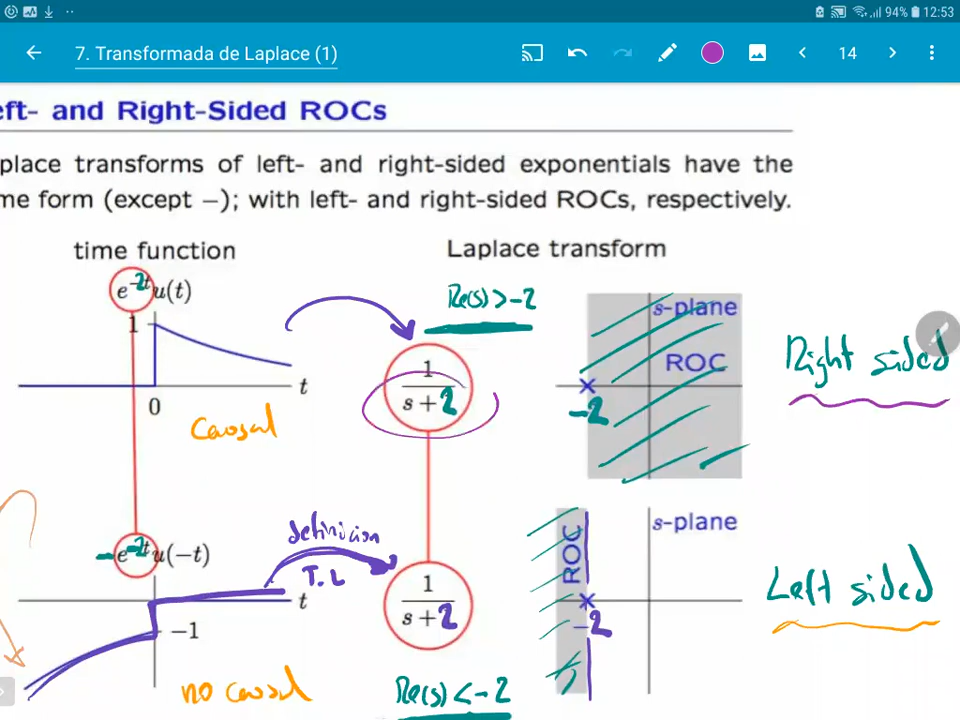 94% 12:53
7. Transformada de Laplace (1)
14
eft- and Right-Sided ROCs
place transforms of left- and right-sided exponentials have the
me form (except −); with left- and right-sided ROCs, respectively.
time function
Laplace transform
e^-2t u(t)
Re(s) > -2
1
t
0
causal
1
s + 2
s-plane
ROC
-2
Right sided
-e^-2t u(−t)
definicion
T.L
t
−1
no causal
1
s + 2
Re(s) < -2
s-plane
ROC
-2
Left sided